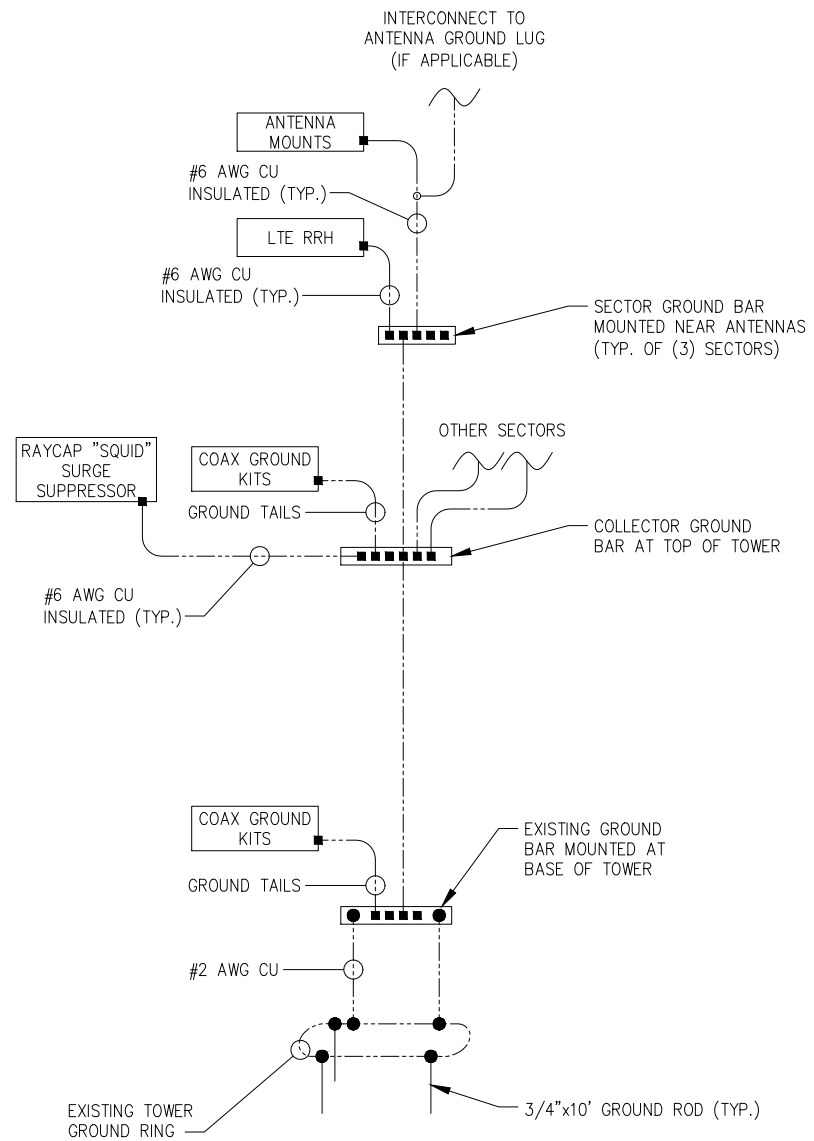 INTERCONNECT TO
ANTENNA GROUND LUG
(IF APPLICABLE)
ANTENNA
MOUNTS
#6 AWG CU
INSULATED (TYP.)
LTE RRH
#6 AWG CU
INSULATED (TYP.)
SECTOR GROUND BAR
MOUNTED NEAR ANTENNAS
(TYP. OF (3) SECTORS)
OTHER SECTORS
RAYCAP "SQUID"
SURGE
SUPPRESSOR
COAX GROUND
KITS
GROUND TAILS
COLLECTOR GROUND
BAR AT TOP OF TOWER
#6 AWG CU
INSULATED (TYP.)
COAX GROUND
KITS
GROUND TAILS
EXISTING GROUND
BAR MOUNTED AT
BASE OF TOWER
#2 AWG CU
EXISTING TOWER
GROUND RING
3/4"x10' GROUND ROD (TYP.)